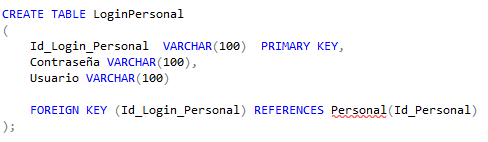 CREATE TABLE LoginPersonal
(
Id_Login_Personal  VARCHAR(100)  PRIMARY KEY,
Contraseña VARCHAR(100),
Usuario VARCHAR(100)
FOREIGN KEY (Id_Login_Personal) REFERENCES Personal(Id_Personal)
);